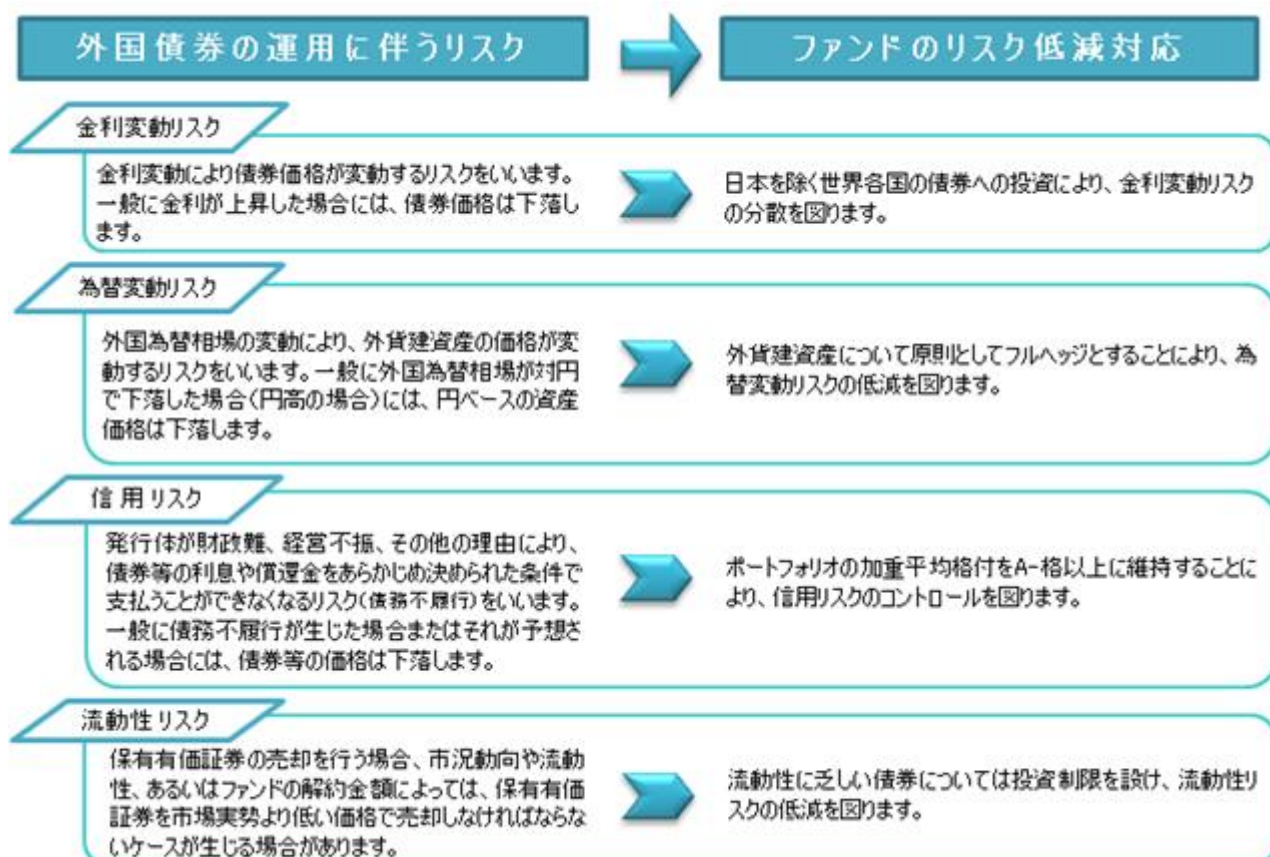 外国債券の運用に伴うリスク
ファンドのリスク低減対応
金利変動リスク
金利変動により債券価格が変動するリスクをいいます。
一般に金利が上昇した場合には、債券価格は下落し
ます。
日本を除く世界各国の債券への投資により、金利変動リスク
の分散を図ります。
為替変動リスク
外国為替相場の変動により、外貨建資産の価格が変
動するリスクをいいます。一般に外国為替相場が対円
で下落した場合(円高の場合)には、円ベースの資産
価格は下落します。
外貨建資産について原則としてフルヘッジとすることにより、為
替変動リスクの低減を図ります。
信用リスク
発行体が財政難、経営不振、その他の理由により、
債券等の利息や償還金をあらかじめ決められた条件で
支払うことができなくなるリスク(債務不履行)をいいます。
一般に債務不履行が生じた場合またはそれが予想さ
れる場合には、債券等の価格は下落します。
ポートフォリオの加重平均格付をA-格以上に維持することに
より、信用リスクのコントロールを図ります。
流動性リスク
保有有価証券の売却を行う場合、市況動向や流動
性、あるいはファンドの解約金額によっては、保有有価
証券を市場実勢より低い価格で売却しなければならな
いケースが生じる場合があります。
流動性に乏しい債券については投資制限を設け、流動性リ
スクの低減を図ります。